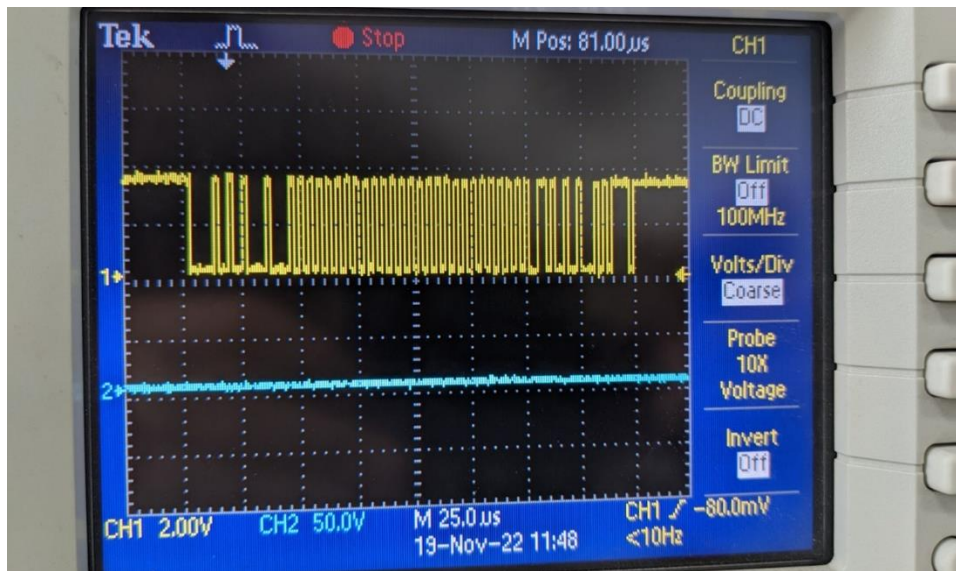 Tek Stop M Pos: 81.00µs CH1
Coupling
DC
BW Limit
Off
100MHz
1 Volts/Div
Coarse
Probe
10X
Voltage
2
Invert
Off
CH1 2.00V CH2 50.0V M 25.0µs CH1 -80.0mV
19-Nov-22 11:48 <10Hz